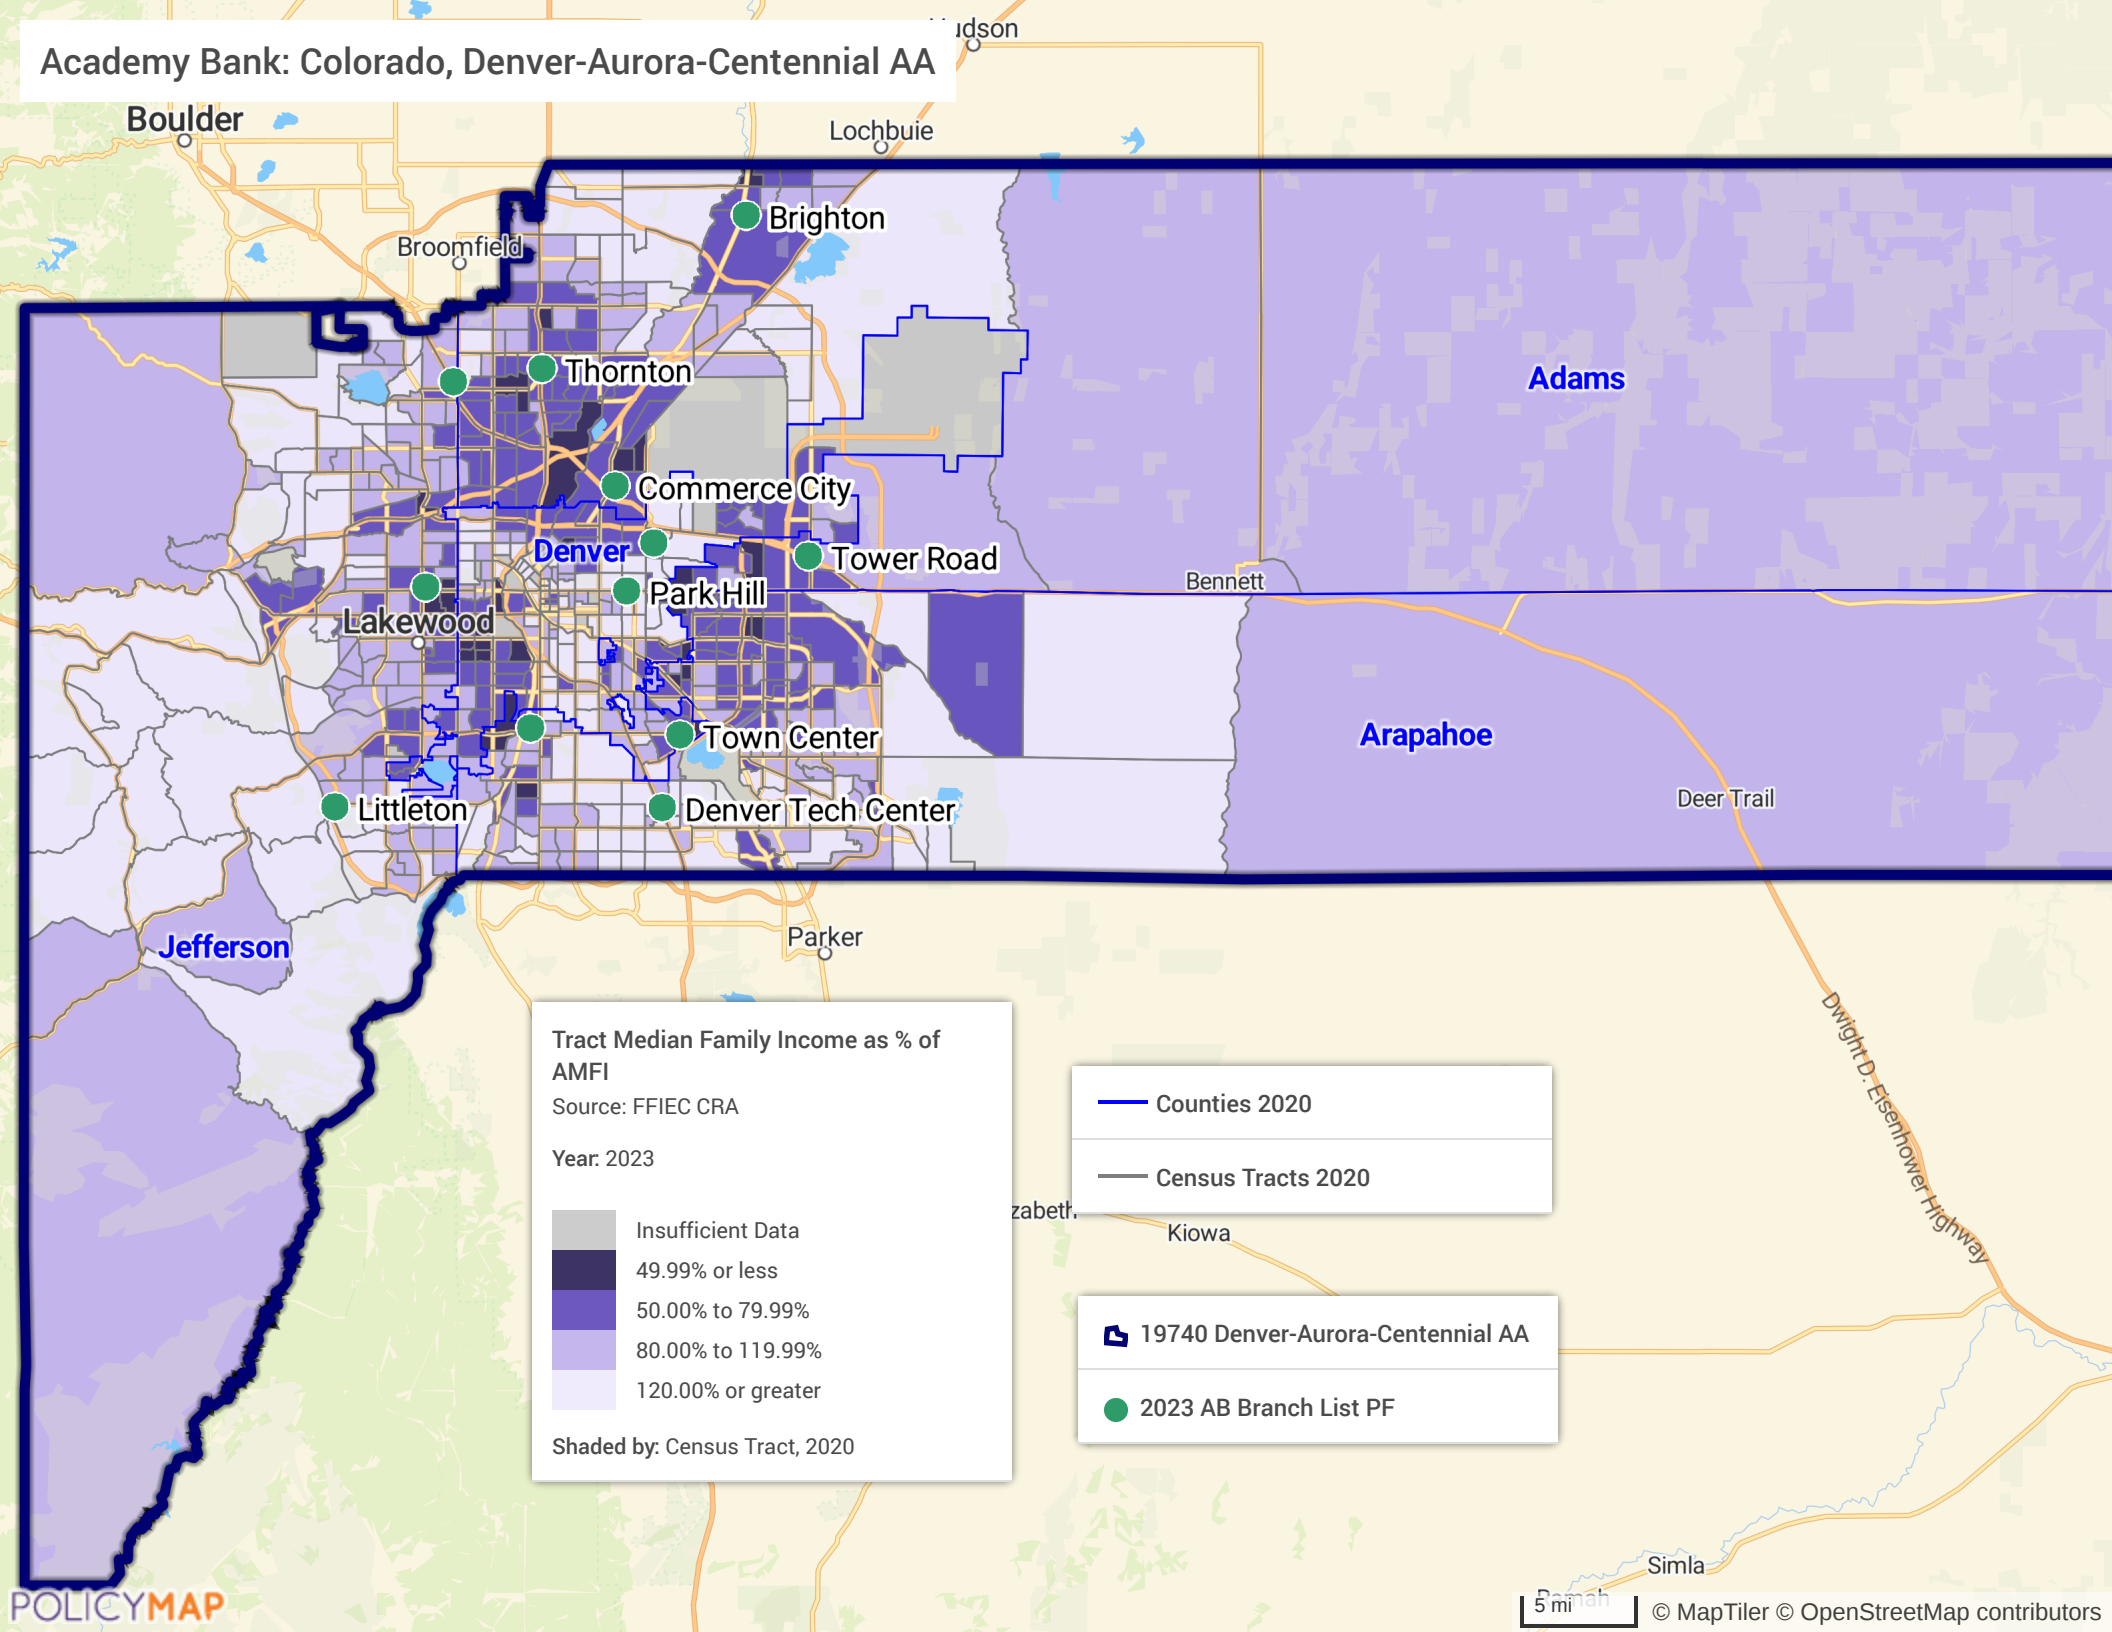 Academy Bank: Colorado, Denver-Aurora-Centennial AA
Boulder
Lochbuie
Brighton
Broomfield
Thornton
Adams
Commerce City
Denver
Tower Road
Bennett
Park Hill
Lakewood
Arapahoe
Town Center
Deer Trail
Littleton
Denver Tech Center
Jefferson
Parker
Dwight D. Eisenhower Highway
Tract Median Family Income as % of
AMFI
Source: FFIEC CRA
Year: 2023
Insufficient Data
49.99% or less
50.00% to 79.99%
80.00% to 119.99%
120.00% or greater
Shaded by: Census Tract, 2020
Counties 2020
Census Tracts 2020
zabeth
Kiowa
19740 Denver-Aurora-Centennial AA
2023 AB Branch List PF
Simla
Ramah
5 mi
POLICYMAP
© MapTiler © OpenStreetMap contributors